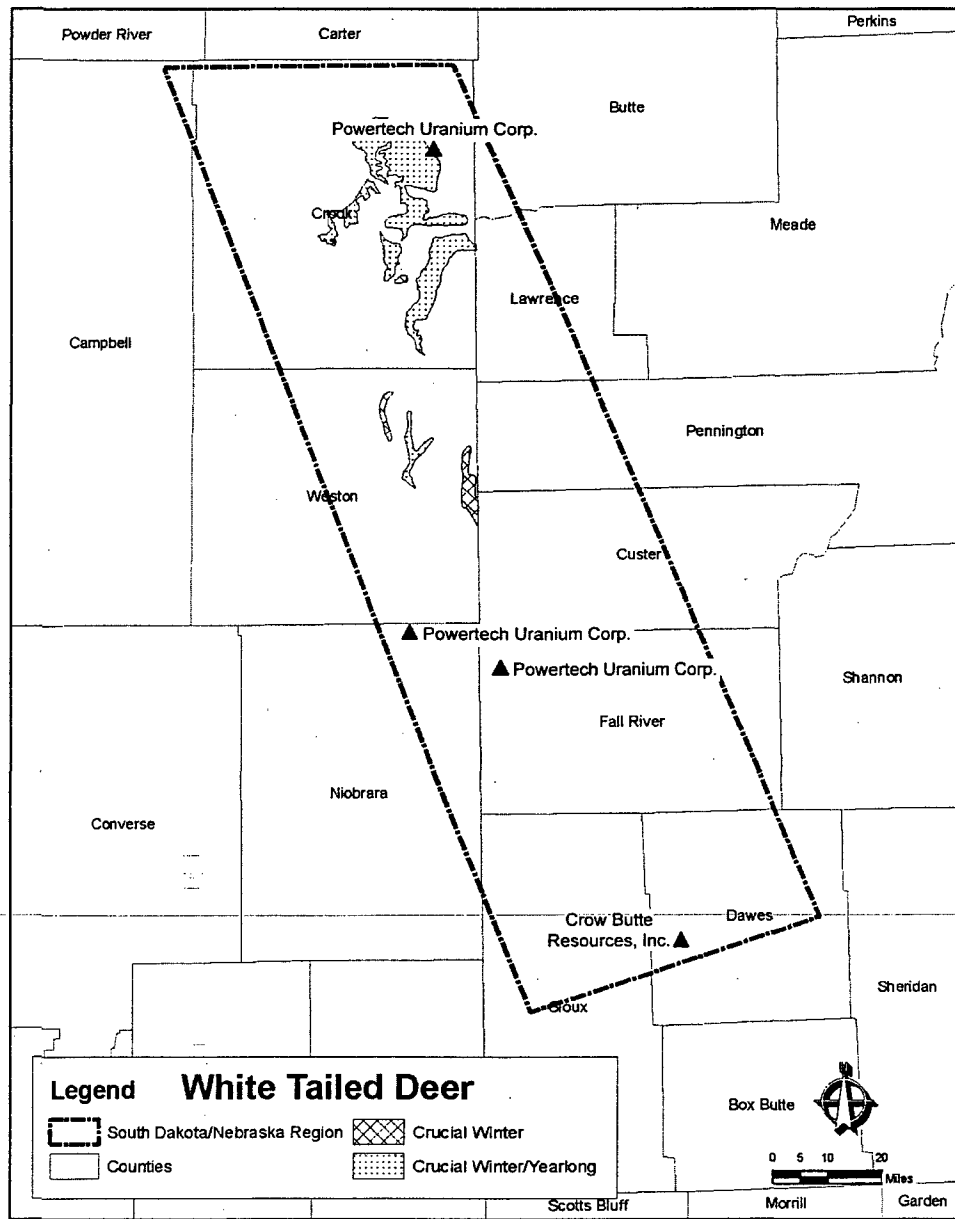 Powder River
Carter
Perkins
Butte
Powertech Uranium Corp.
Crook
Meade
Lawrence
Campbell
Pennington
Weston
Custer
Powertech Uranium Corp.
Powertech Uranium Corp.
Shannon
Fall River
Niobrara
Converse
Crow Butte
Resources, Inc.
Dawes
Sheridan
Sioux
Legend White Tailed Deer
South Dakota/Nebraska Region
Crucial Winter
Counties
Crucial Winter/Yearlong
Box Butte
0 5 10 20
Miles
Scotts Bluff
Morrill
Garden